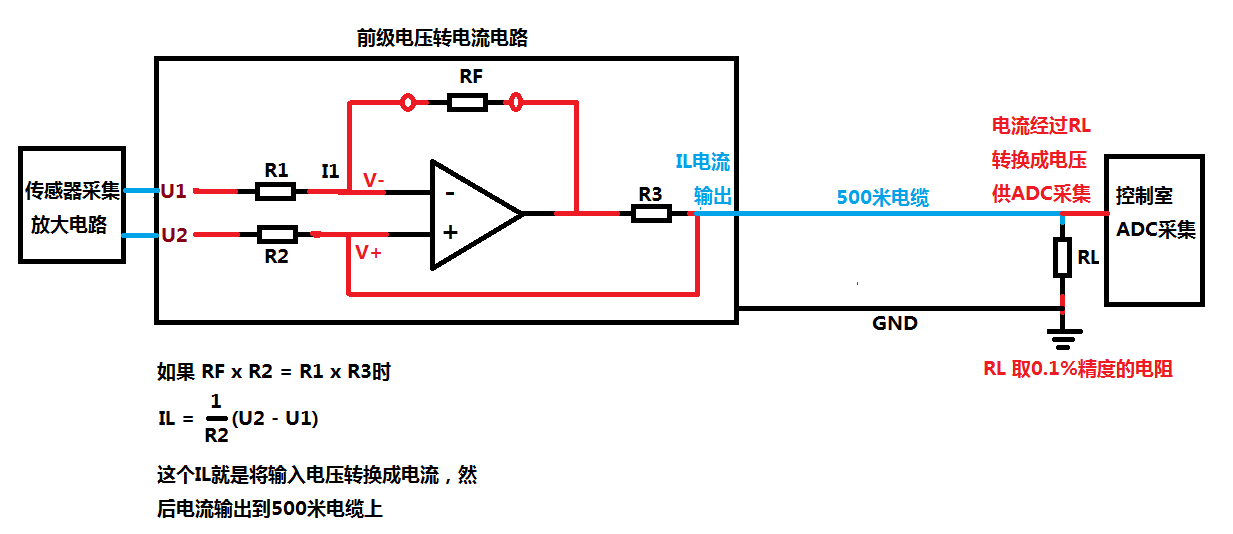 前级电压转电流电路
RF
传感器采集
放大电路
U1
R1
I1
V-
-
U2
R2
V+
+
R3
IL电流
输出
500米电缆
电流经过RL
转换成电压
供ADC采集
控制室
ADC采集
RL
GND
RL 取0.1%精度的电阻
如果 RF x R2 = R1 x R3时
IL = 1/R2 (U2 - U1)
这个IL就是将输入电压转换成电流，然
后电流输出到500米电缆上